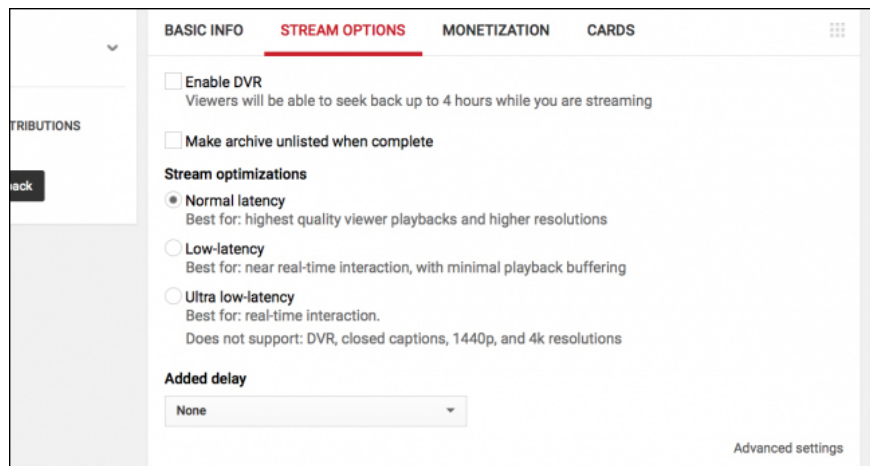 BASIC INFO STREAM OPTIONS MONETIZATION CARDS
Enable DVR
Viewers will be able to seek back up to 4 hours while you are streaming
TRIBUTIONS
Make archive unlisted when complete
Stream optimizations
ack
Normal latency
Best for: highest quality viewer playbacks and higher resolutions
Low-latency
Best for: near real-time interaction, with minimal playback buffering
Ultra low-latency
Best for: real-time interaction.
Does not support: DVR, closed captions, 1440p, and 4k resolutions
Added delay
None
Advanced settings